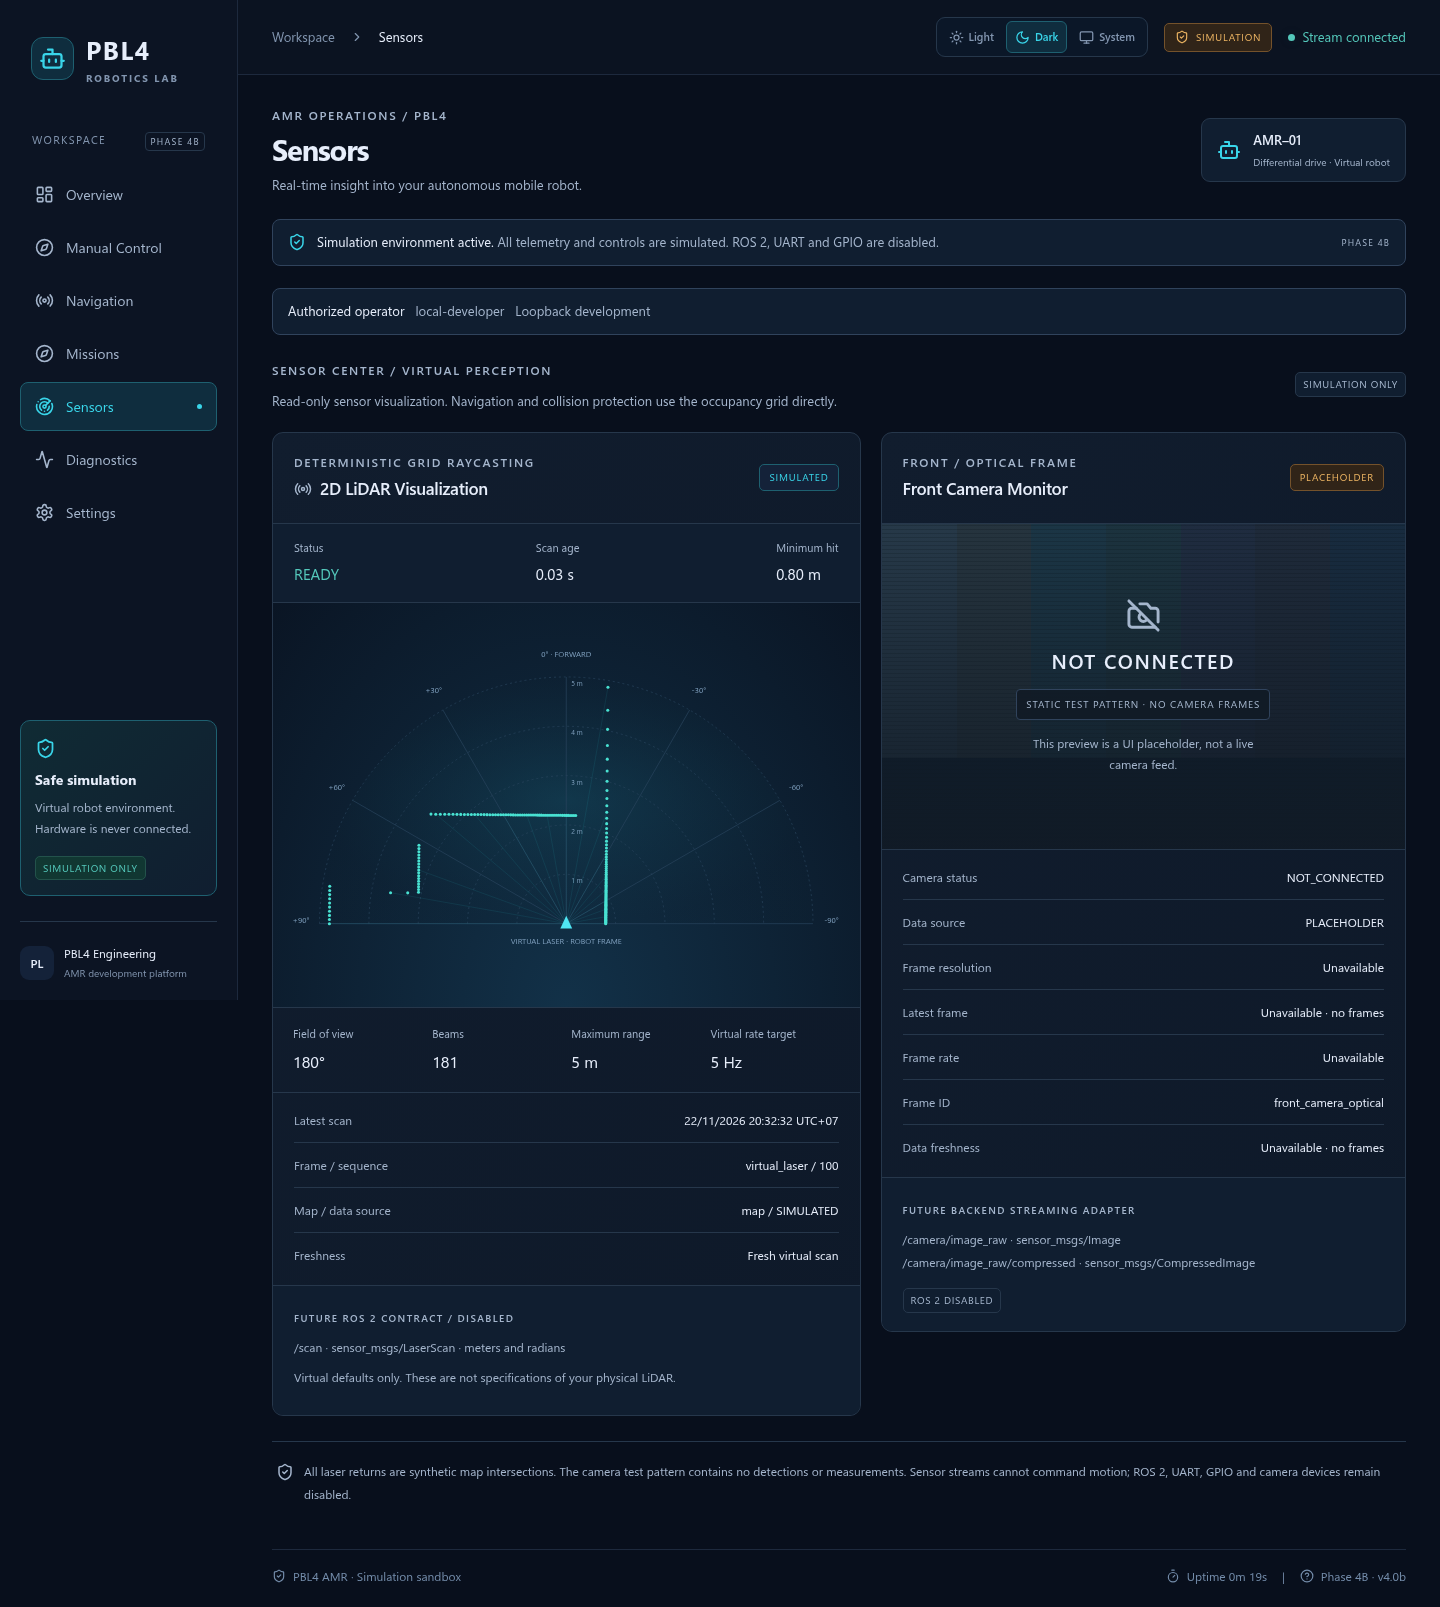 PBL4
ROBOTICS LAB
WORKSPACE
PHASE 4B
Overview
Manual Control
Navigation
Missions
Sensors
Diagnostics
Settings
Safe simulation
Virtual robot environment.
Hardware is never connected.
SIMULATION ONLY
PL
PBL4 Engineering
AMR development platform
Workspace
Sensors
Light
Dark
System
SIMULATION
Stream connected
AMR OPERATIONS / PBL4
Sensors
Real-time insight into your autonomous mobile robot.
AMR–01
Differential drive · Virtual robot
Simulation environment active. All telemetry and controls are simulated. ROS 2, UART and GPIO are disabled.
PHASE 4B
Authorized operator local-developer Loopback development
SENSOR CENTER / VIRTUAL PERCEPTION
Read-only sensor visualization. Navigation and collision protection use the occupancy grid directly.
SIMULATION ONLY
DETERMINISTIC GRID RAYCASTING
2D LiDAR Visualization
SIMULATED
Status
READY
Scan age
0.03 s
Minimum hit
0.80 m
0° · FORWARD
+30°
-30°
+60°
-60°
+90°
-90°
5 m
4 m
3 m
2 m
1 m
VIRTUAL LASER · ROBOT FRAME
Field of view
180°
Beams
181
Maximum range
5 m
Virtual rate target
5 Hz
Latest scan
22/11/2026 20:32:32 UTC+07
Frame / sequence
virtual_laser / 100
Map / data source
map / SIMULATED
Freshness
Fresh virtual scan
FUTURE ROS 2 CONTRACT / DISABLED
/scan · sensor_msgs/LaserScan · meters and radians
Virtual defaults only. These are not specifications of your physical LiDAR.
FRONT / OPTICAL FRAME
Front Camera Monitor
PLACEHOLDER
NOT CONNECTED
STATIC TEST PATTERN · NO CAMERA FRAMES
This preview is a UI placeholder, not a live
camera feed.
Camera status
NOT_CONNECTED
Data source
PLACEHOLDER
Frame resolution
Unavailable
Latest frame
Unavailable · no frames
Frame rate
Unavailable
Frame ID
front_camera_optical
Data freshness
Unavailable · no frames
FUTURE BACKEND STREAMING ADAPTER
/camera/image_raw · sensor_msgs/Image
/camera/image_raw/compressed · sensor_msgs/CompressedImage
ROS 2 DISABLED
All laser returns are synthetic map intersections. The camera test pattern contains no detections or measurements. Sensor streams cannot command motion; ROS 2, UART, GPIO and camera devices remain
disabled.
PBL4 AMR · Simulation sandbox
Uptime 0m 19s | Phase 4B · v4.0b